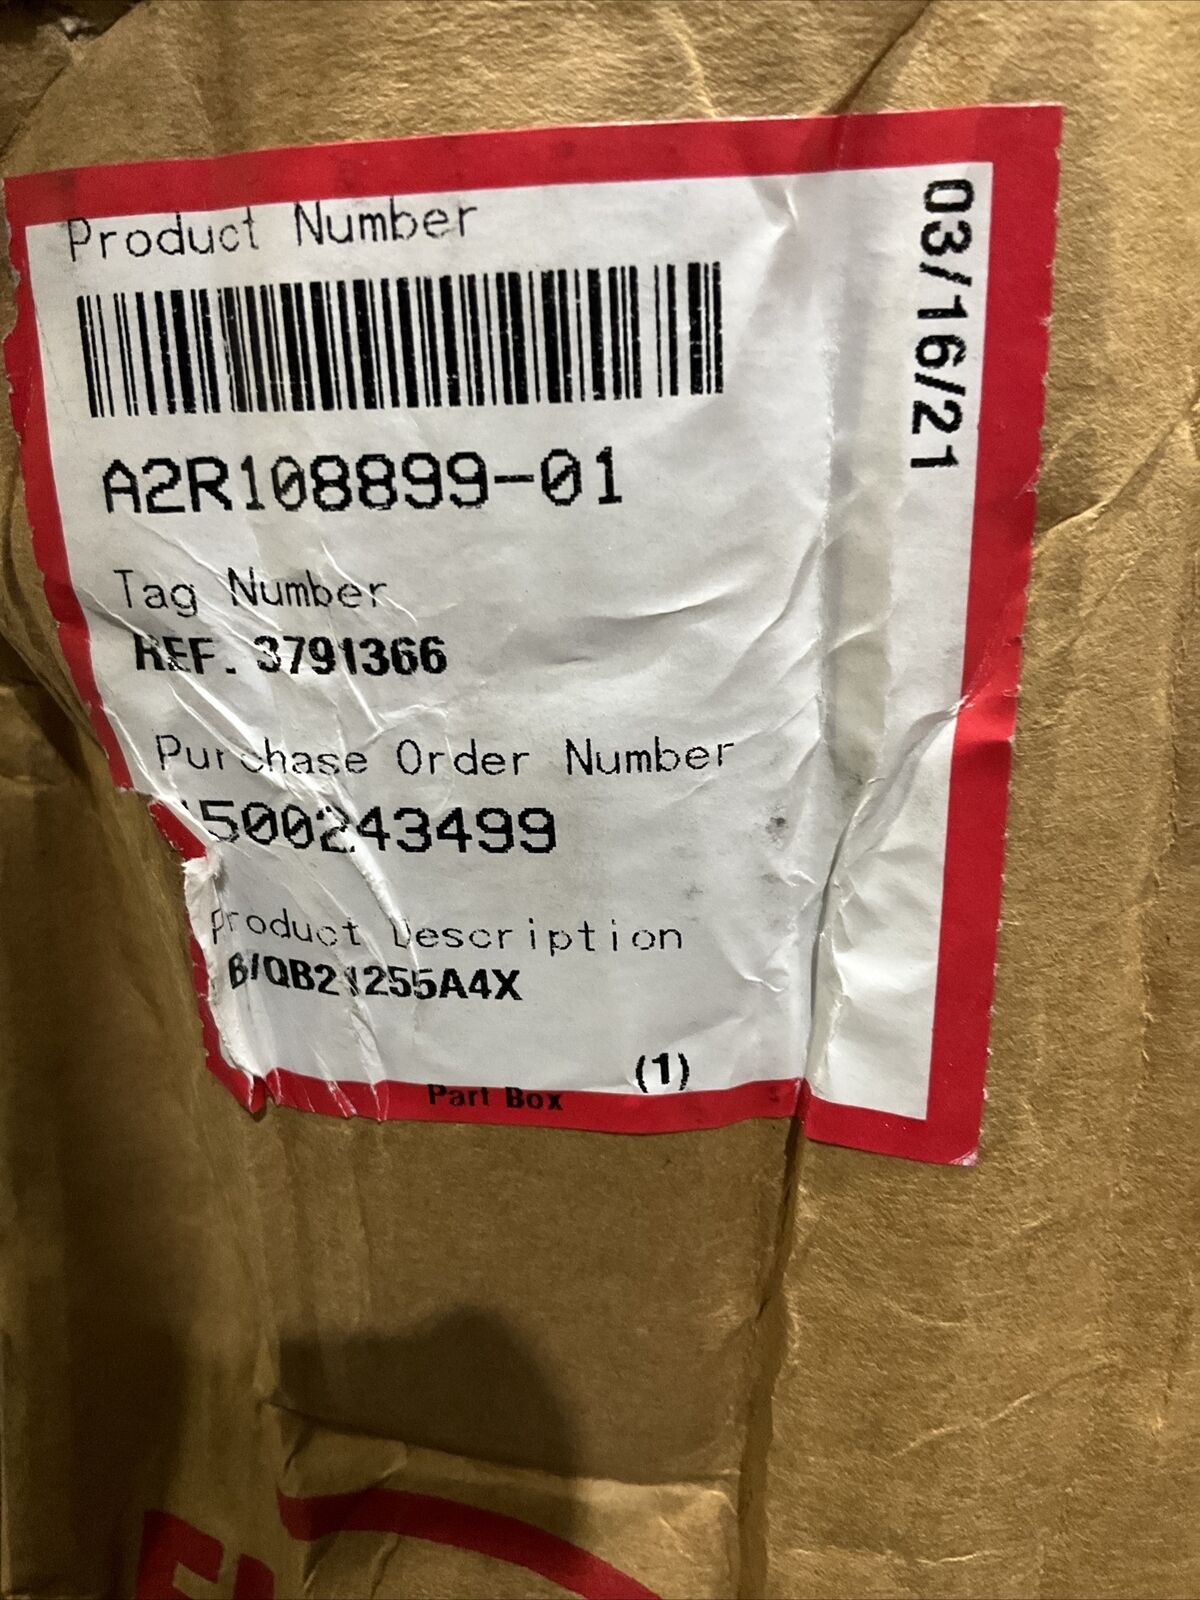 Product Number
A2R108899-01
Tag Number
REF. 3791366
Purchase Order Number
500243499
Product Description
B/QB21255A4X
(1)
Part Box
03/16/21